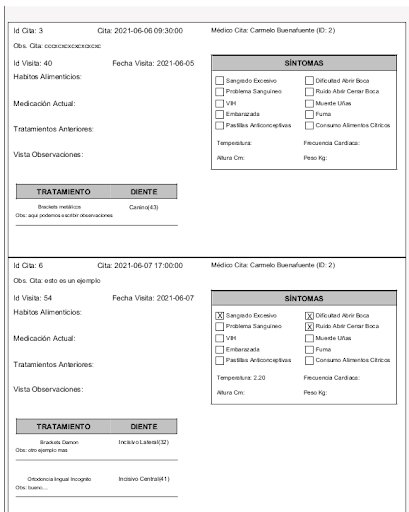 Id Cita: 3 Cita: 2021-06-06 09:30:00 Médico Cita: Carmelo Buenafuente (ID: 2)
Obs. Cita:
Id Visita: 40 Fecha Visita: 2021-06-05
SÍNTOMAS
Habitos Alimenticios:
Sangrado Excesivo Dificultad Abrir Boca
Problema Sanguineo Ruido Abrir Cerrar Boca
VIH Muerde Uñas
Medicación Actual:
Embarazada Fuma
Pastillas Anticonceptivas Consumo Alimentos Citricos
Tratamientos Anteriores:
Temperatura: Frecuencia Cardiaca:
Vista Observaciones:
Altura Cm: Peso Kg:
TRATAMIENTO DIENTE
Brackets metálicos Canino(43)
Obs: aqui podemos escribir observaciones
Id Cita: 6 Cita: 2021-06-07 17:00:00 Médico Cita: Carmelo Buenafuente (ID: 2)
Obs. Cita: esto es un ejemplo
Id Visita: 54 Fecha Visita: 2021-06-07
SÍNTOMAS
Habitos Alimenticios:
X Sangrado Excesivo X Dificultad Abrir Boca
Problema Sanguineo X Ruido Abrir Cerrar Boca
VIH Muerde Uñas
Medicación Actual:
Embarazada Fuma
Pastillas Anticonceptivas Consumo Alimentos Citricos
Tratamientos Anteriores:
Temperatura: 2.20 Frecuencia Cardiaca:
Vista Observaciones:
Altura Cm: Peso Kg:
TRATAMIENTO DIENTE
Brackets Damon Incisivo Lateral(32)
Obs: otro ejemplo mas
Ortodoncia lingual Incognito Incisivo Central(41)
Obs: bueno....